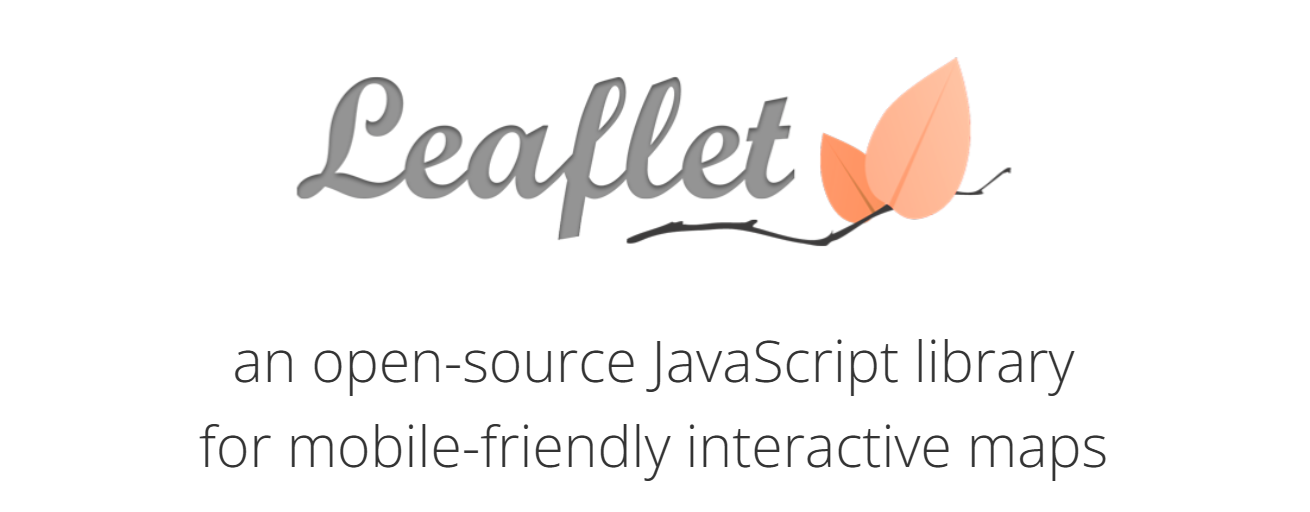 Leaflet
an open-source JavaScript library
for mobile-friendly interactive maps